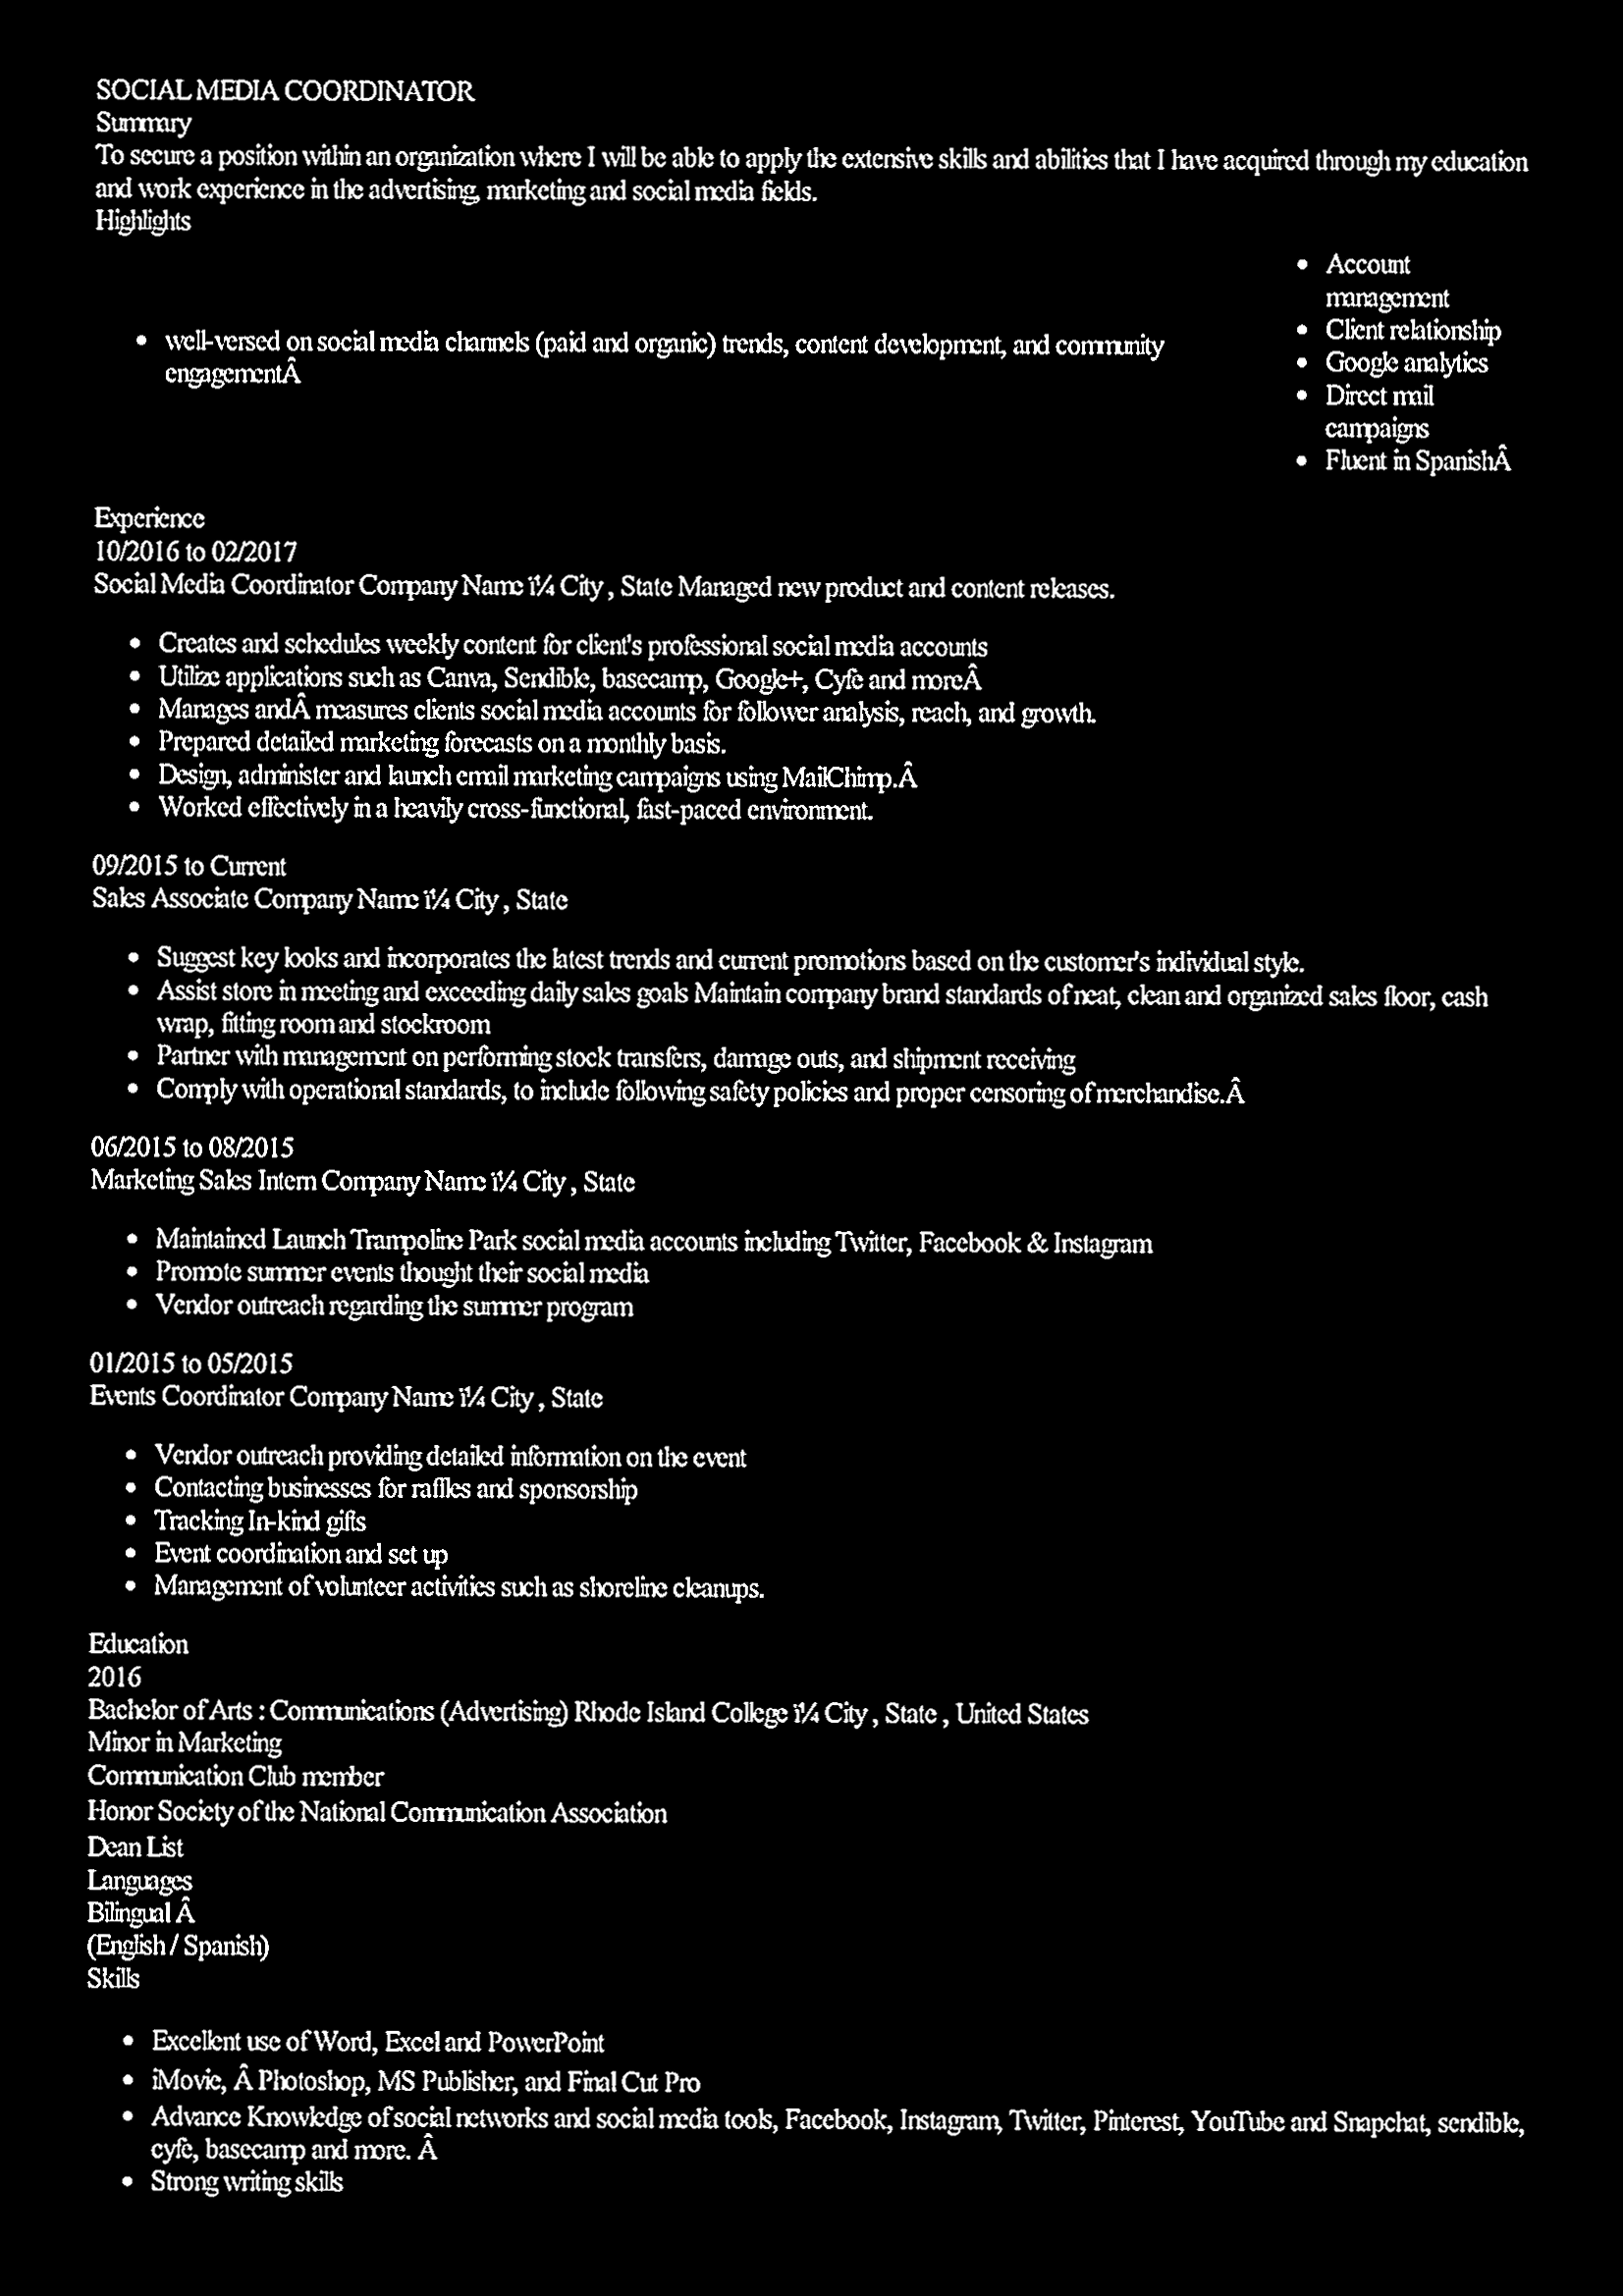 SOCIAL MEDIA COORDINATOR
Summary
To secure a position within an organization where I will be able to apply the extensive skills and abilities that I have acquired through my education
and work experience in the advertising, marketing and social media fields.
Highlights
• well-versed on social media channels (paid and organic) trends, content development, and community
engagementÂ
• Account
management
• Client relationship
• Google analytics
• Direct mail
campaigns
• Fluent in SpanishÂ
Experience
10/2016 to 02/2017
Social Media Coordinator Company Name ï¼ City , State Managed new product and content releases.
• Creates and schedules weekly content for client's professional social media accounts
• Utilize applications such as Canva, Sendible, basecamp, Google+, Cyfe and moreÂ
• Manages andÂ measures clients social media accounts for follower analysis, reach, and growth.
• Prepared detailed marketing forecasts on a monthly basis.
• Design, administer and launch email marketing campaigns using MailChimp.Â
• Worked effectively in a heavily cross-functional, fast-paced environment.
09/2015 to Current
Sales Associate Company Name ï¼ City , State
• Suggest key looks and incorporates the latest trends and current promotions based on the customer's individual style.
• Assist store in meeting and exceeding daily sales goals Maintain company brand standards of neat, clean and organized sales floor, cash
wrap, fitting room and stockroom
• Partner with management on performing stock transfers, damage outs, and shipment receiving
• Comply with operational standards, to include following safety policies and proper censoring of merchandise.Â
06/2015 to 08/2015
Marketing Sales Intern Company Name ï¼ City , State
• Maintained Launch Trampoline Park social media accounts including Twitter, Facebook & Instagram
• Promote summer events thought their social media
• Vendor outreach regarding the summer program
01/2015 to 05/2015
Events Coordinator Company Name ï¼ City , State
• Vendor outreach providing detailed information on the event
• Contacting businesses for raffles and sponsorship
• Tracking In-kind gifts
• Event coordination and set up
• Management of volunteer activities such as shoreline cleanups.
Education
2016
Bachelor of Arts : Communications (Advertising) Rhode Island College ï¼ City , State , United States
Minor in Marketing
Communication Club member
Honor Society of the National Communication Association
Dean List
Languages
Bilingual Â
(English / Spanish)
Skills
• Excellent use of Word, Excel and PowerPoint
• iMovie, Â Photoshop, MS Publisher, and Final Cut Pro
• Advance Knowledge of social networks and social media tools, Facebook, Instagram, Twitter, Pinterest, YouTube and Snapchat, sendible,
cyfe, basecamp and more. Â
• Strong writing skills